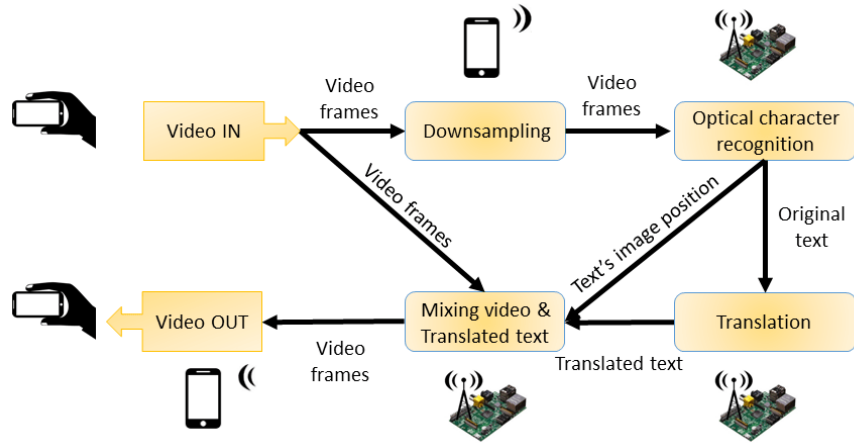 Video
frames
Video
frames
Video IN
Downsampling
Optical character
recognition
Video frames
Text's image position
Original
text
Video OUT
Mixing video &
Translated text
Translation
Video
frames
Translated text